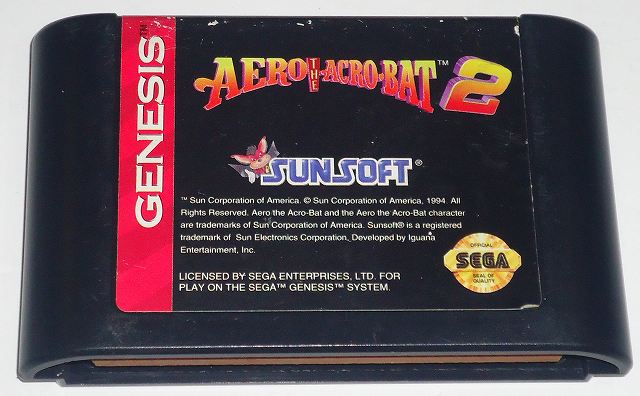 GENESIS™
AERO THE ACRO-BAT™ 2
SUNSOFT®
™ Sun Corporation of America. © Sun Corporation of America, 1994. All
Rights Reserved. Aero the Acro-Bat and the Aero the Acro-Bat character
are trademarks of Sun Corporation of America. Sunsoft® is a registered
trademark of Sun Electronics Corporation. Developed by Iguana
Entertainment, Inc.
LICENSED BY SEGA ENTERPRISES, LTD. FOR
PLAY ON THE SEGA™ GENESIS™ SYSTEM.
OFFICIAL
SEGA
SEAL OF
QUALITY